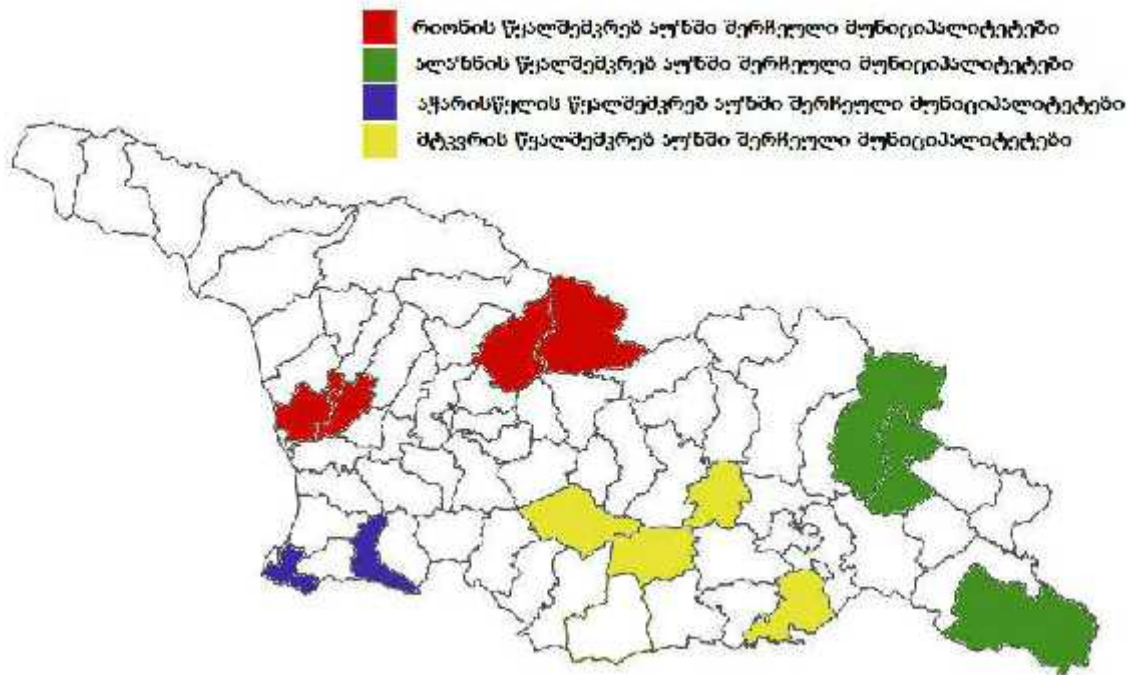 რიონის წყალშემკრებ აუზში შერჩეული მუნიციპალიტეტები
ალაზნის წყალშემკრებ აუზში შერჩეული მუნიციპალიტეტები
აჭარისწელის წყალშემკრებ აუზში შერჩეული მუნიციპალიტეტები
მტკვრის წყალშემკრებ აუზში შერჩეული მუნიციპალიტეტები